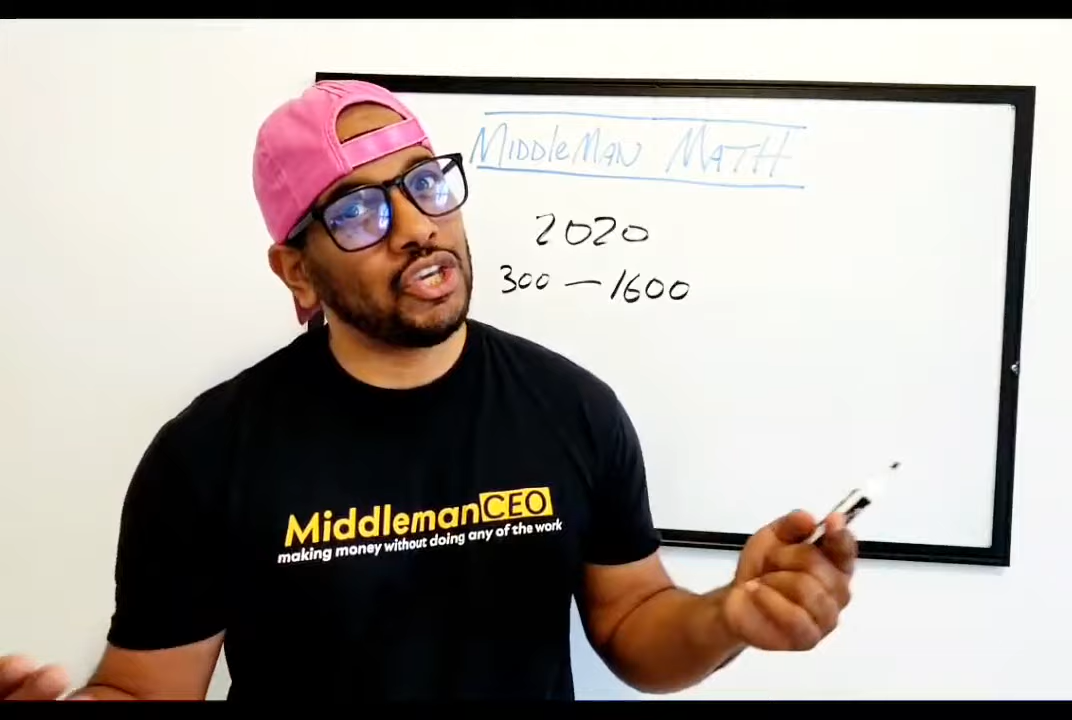 MIDDLEMAN MATH
2020
300 — 1600
MiddlemanCEO
making money without doing any of the work